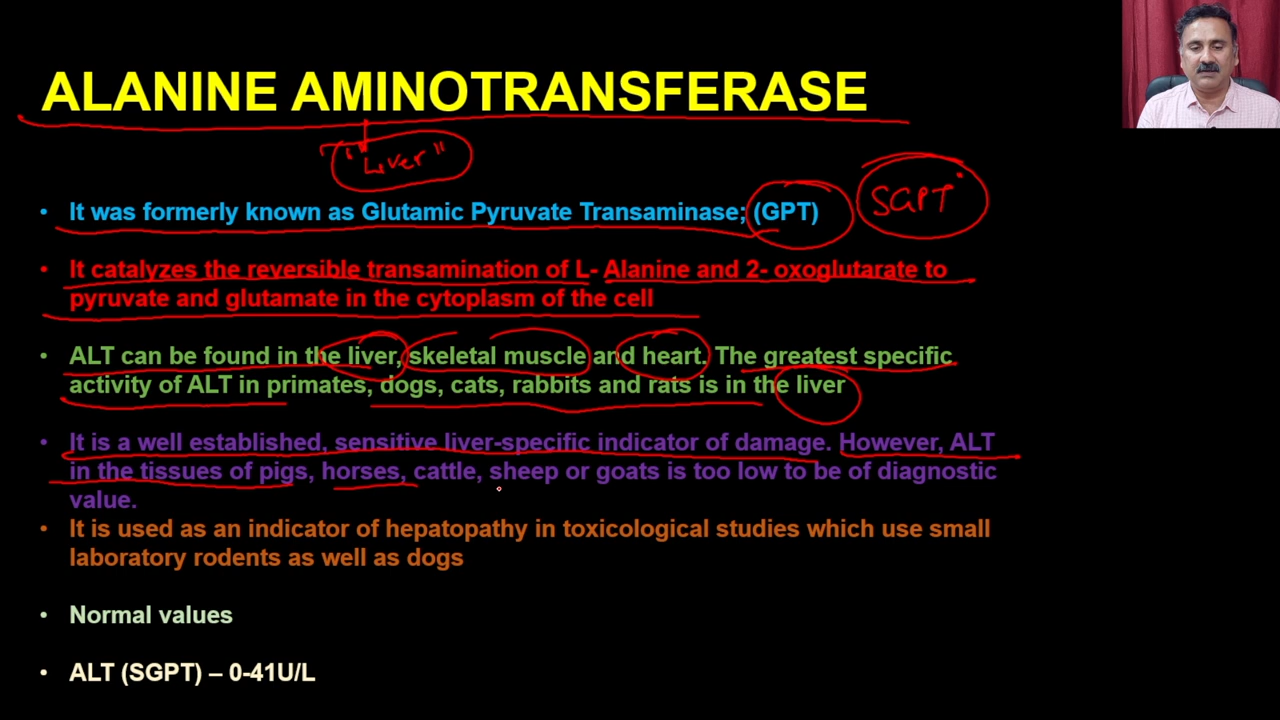 ALANINE AMINOTRANSFERASE
"Liver"
• It was formerly known as Glutamic Pyruvate Transaminase; (GPT)
SGPT
• It catalyzes the reversible transamination of L- Alanine and 2- oxoglutarate to
pyruvate and glutamate in the cytoplasm of the cell
• ALT can be found in the liver, skeletal muscle and heart. The greatest specific
activity of ALT in primates, dogs, cats, rabbits and rats is in the liver
• It is a well established, sensitive liver-specific indicator of damage. However, ALT
in the tissues of pigs, horses, cattle, sheep or goats is too low to be of diagnostic
value.
• It is used as an indicator of hepatopathy in toxicological studies which use small
laboratory rodents as well as dogs
• Normal values
• ALT (SGPT) – 0-41U/L